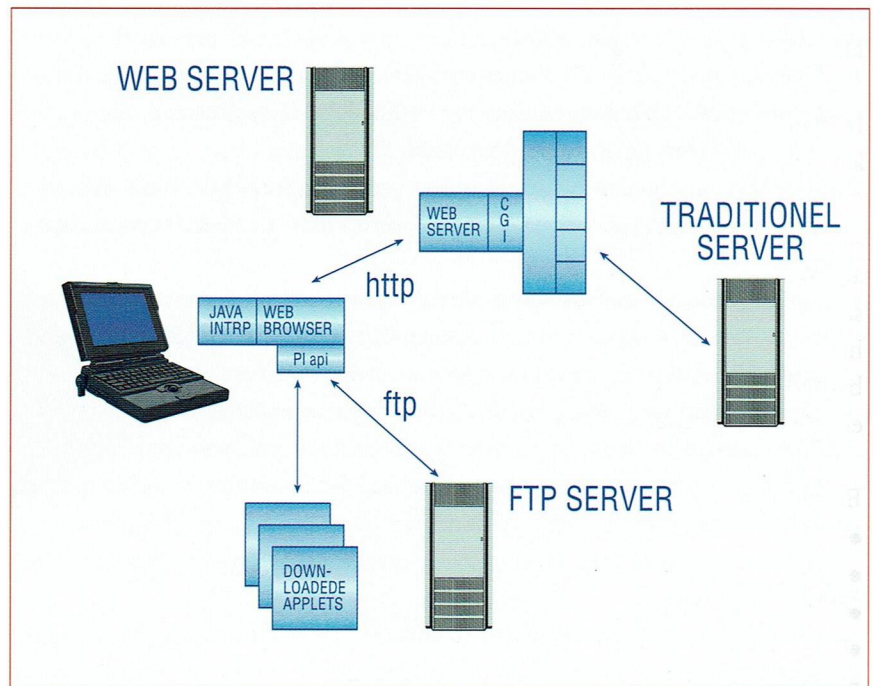 WEB SERVER
WEB
SERVER
C
G
I
TRADITIONEL
SERVER
http
JAVA
INTRP
WEB
BROWSER
PI api
ftp
FTP SERVER
DOWN-
LOADEDE
APPLETS